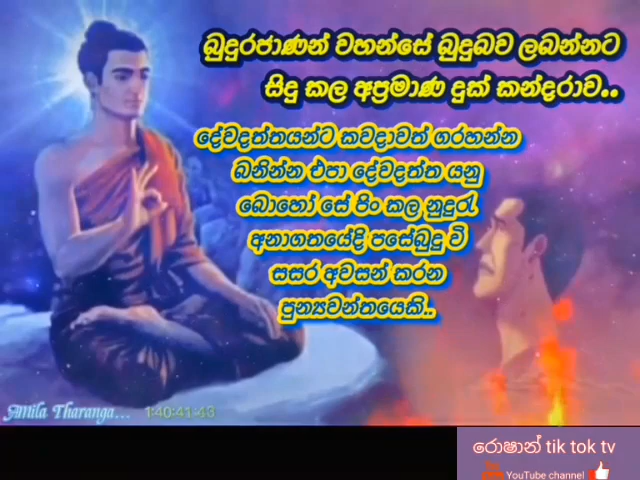 බුදුරජාණන් වහන්සේ බුදුබව ලබන්නට
සිදු කල අප්‍රමාණ දුක් කන්දරාව..
දේවදත්තයන්ට කවදාවත් ගරහන්න
බනින්න එපා දේවදත්ත යනු
බොහෝ සේ පිං කල නුදුරු
අනාගතයේදි පසේබුදු වි
සසර අවසන් කරන
පුන්‍යවන්තයෙකි..
Amila Tharanga... 1:40:41:43
රොෂාන් tik tok tv
YouTube channel